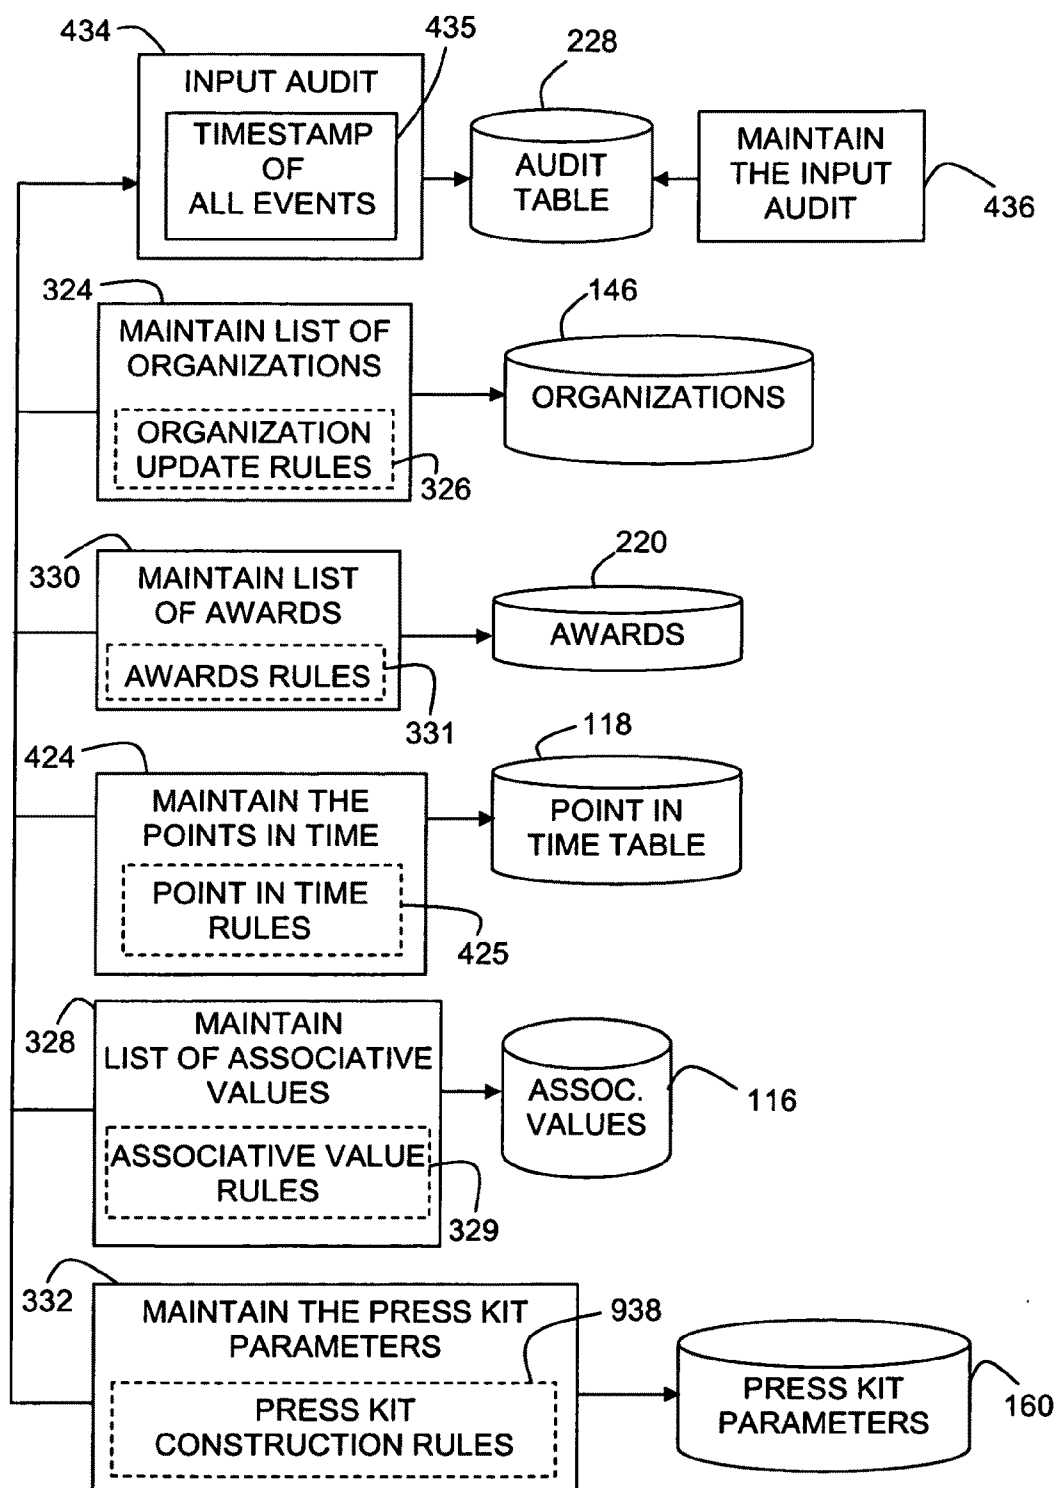 434
435
228
INPUT AUDIT
TIMESTAMP
OF
ALL EVENTS
AUDIT
TABLE
MAINTAIN
THE INPUT
AUDIT
436
324
146
MAINTAIN LIST OF
ORGANIZATIONS
ORGANIZATION
UPDATE RULES
326
ORGANIZATIONS
330
220
MAINTAIN LIST
OF AWARDS
AWARDS RULES
331
AWARDS
424
118
MAINTAIN THE
POINTS IN TIME
POINT IN TIME
RULES
425
POINT IN
TIME TABLE
328
MAINTAIN
LIST OF ASSOCIATIVE
VALUES
ASSOCIATIVE VALUE
RULES
329
ASSOC.
VALUES
116
332
MAINTAIN THE PRESS KIT
PARAMETERS
938
PRESS KIT
CONSTRUCTION RULES
PRESS KIT
PARAMETERS
160